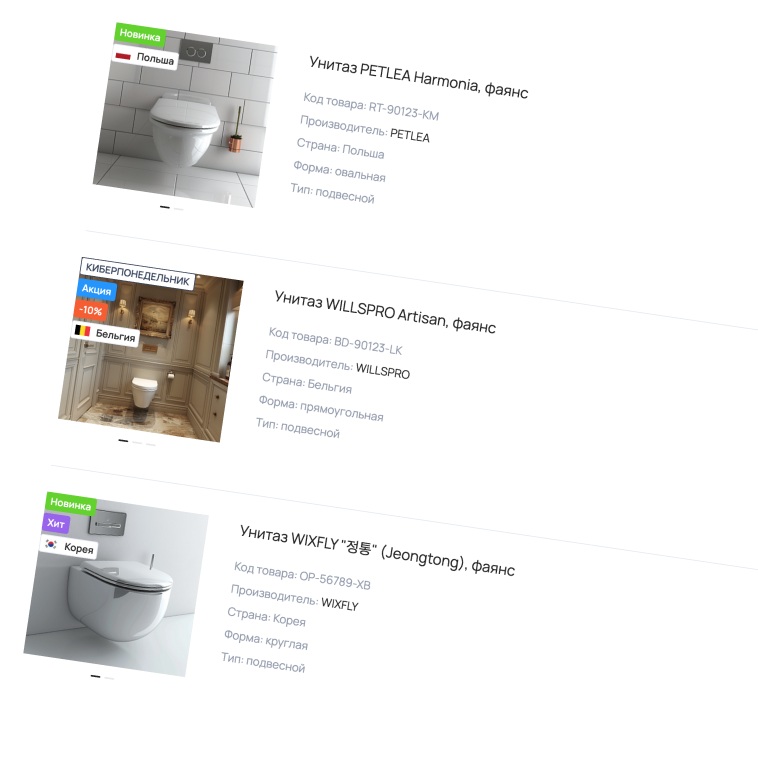 Новинка
Польша
Унитаз PETLEA Harmonia, фаянс
Код товара: RT-90123-KM
Производитель: PETLEA
Страна: Польша
Форма: овальная
Тип: подвесной
КИБЕРПОНЕДЕЛЬНИК
Акция
-10%
Бельгия
Унитаз WILLSPRO Artisan, фаянс
Код товара: BD-90123-LK
Производитель: WILLSPRO
Страна: Бельгия
Форма: прямоугольная
Тип: подвесной
Новинка
Хит
Корея
Унитаз WIXFLY "정통" (Jeongtong), фаянс
Код товара: OP-56789-XB
Производитель: WIXFLY
Страна: Корея
Форма: круглая
Тип: подвесной